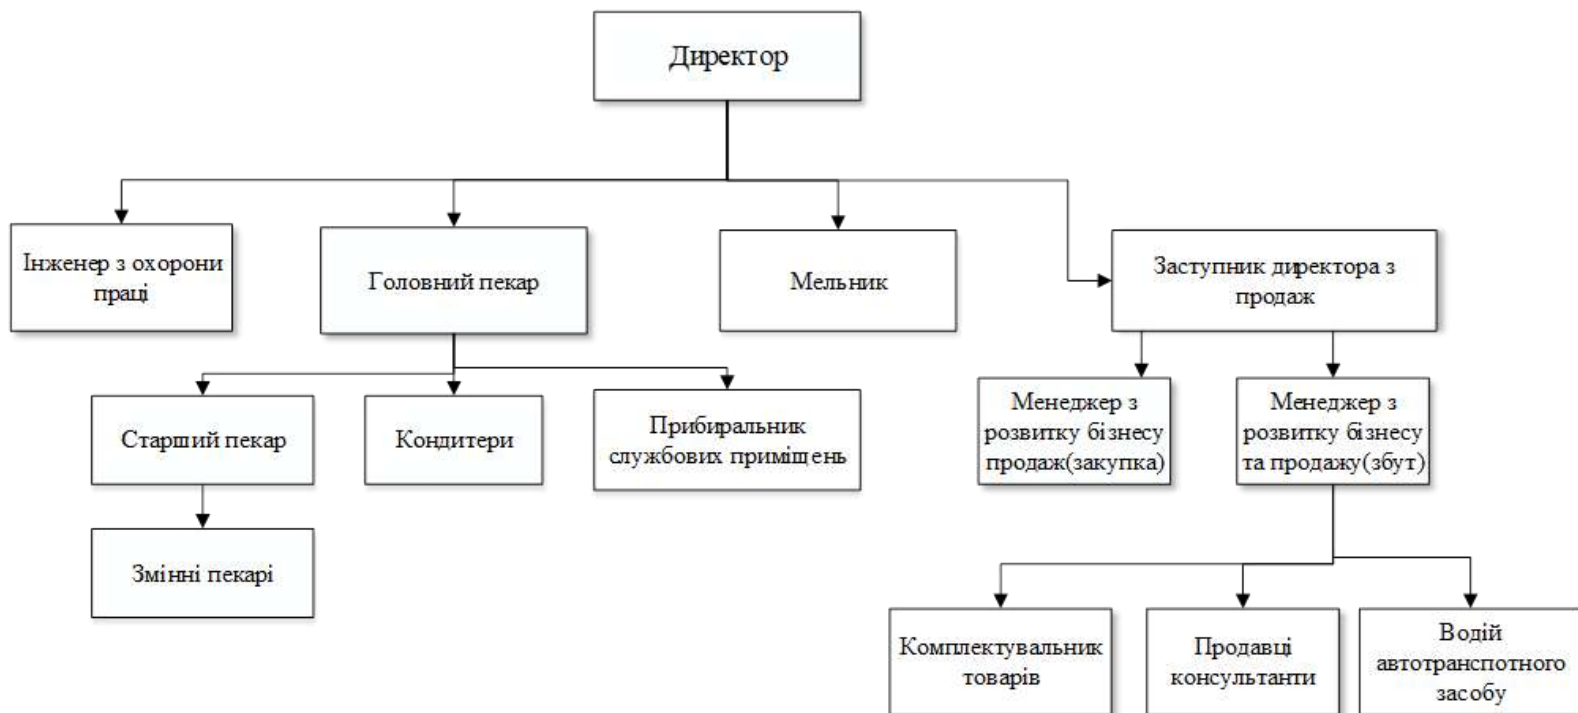 Директор
Інженер з охорони
праці
Головний пекар
Мельник
Заступник директора з
продаж
Старший пекар
Кондитери
Прибиральник
службових приміщень
Менеджер з
розвитку бізнесу
продаж(закупка)
Менеджер з
розвитку бізнесу
та продажу(збут)
Змінні пекарі
Комплектувальник
товарів
Продавці
консультанти
Водій
автотранспотного
засобу